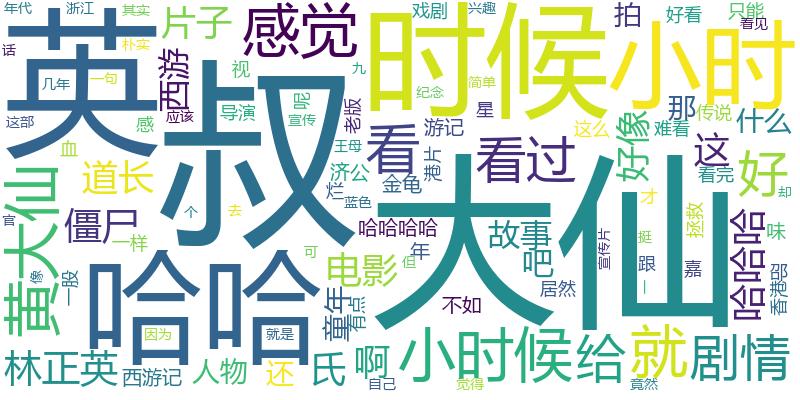 年代
浙江
其实
片子
感觉
时候
戏剧
兴趣
拍
好看
只能
着见
英
朴实
话
几年
一句
西游
视
九
小时
纪念
简单
叔
这部
应该
感
导演
呢
宣传
老版
星
游记
这么
那
传说
什么
难看
血
王母
看
港片
看过
好像
这
看完
好
道长
济公
金龟
蓝色
大仙
黄大仙
官
僵尸
个
去
才
却
一样
哈哈哈哈
故事
宣传片
挺
拯救
味
哈哈
可
年
吧
跟
嘉
哈哈哈
像
一股
电影
但
居然
一
香港
童年
看点
不如
因为
就是
林正英
西游记
人物
还
氏
啊
小时候
给
就
剧情
自己
觉得
竟然